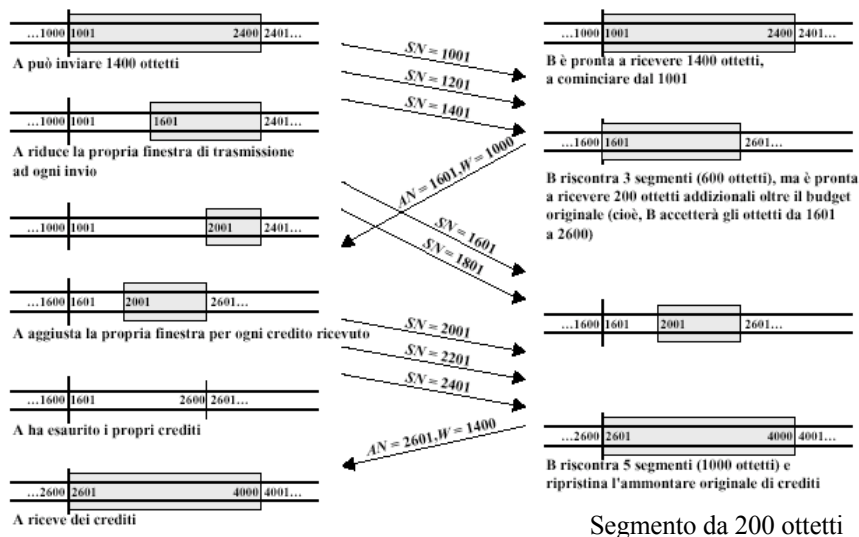 ...1000 1001 2400 2401...
A può inviare 1400 ottetti
...1000 1001 1601 2401...
A riduce la propria finestra di trasmissione
ad ogni invio
...1000 1001 2001 2401...
...1600 1601 2001 2601...
A aggiusta la propria finestra per ogni credito ricevuto
...1600 1601 2600 2601...
A ha esaurito i propri crediti
...2600 2601 4000 4001...
A riceve dei crediti
SN = 1001
SN = 1201
SN = 1401
AN = 1601, W = 1000
SN = 1601
SN = 1801
SN = 2001
SN = 2201
SN = 2401
AN = 2601, W = 1400
...1000 1001 2400 2401...
B è pronta a ricevere 1400 ottetti,
a cominciare dal 1001
...1600 1601 2601...
B riscontra 3 segmenti (600 ottetti), ma è pronta
a ricevere 200 ottetti addizionali oltre il budget
originale (cioè, B accetterà gli ottetti da 1601
a 2600)
...1600 1601 2001 2601...
...2600 2601 4000 4001...
B riscontra 5 segmenti (1000 ottetti) e
ripristina l'ammontare originale di crediti
Segmento da 200 ottetti